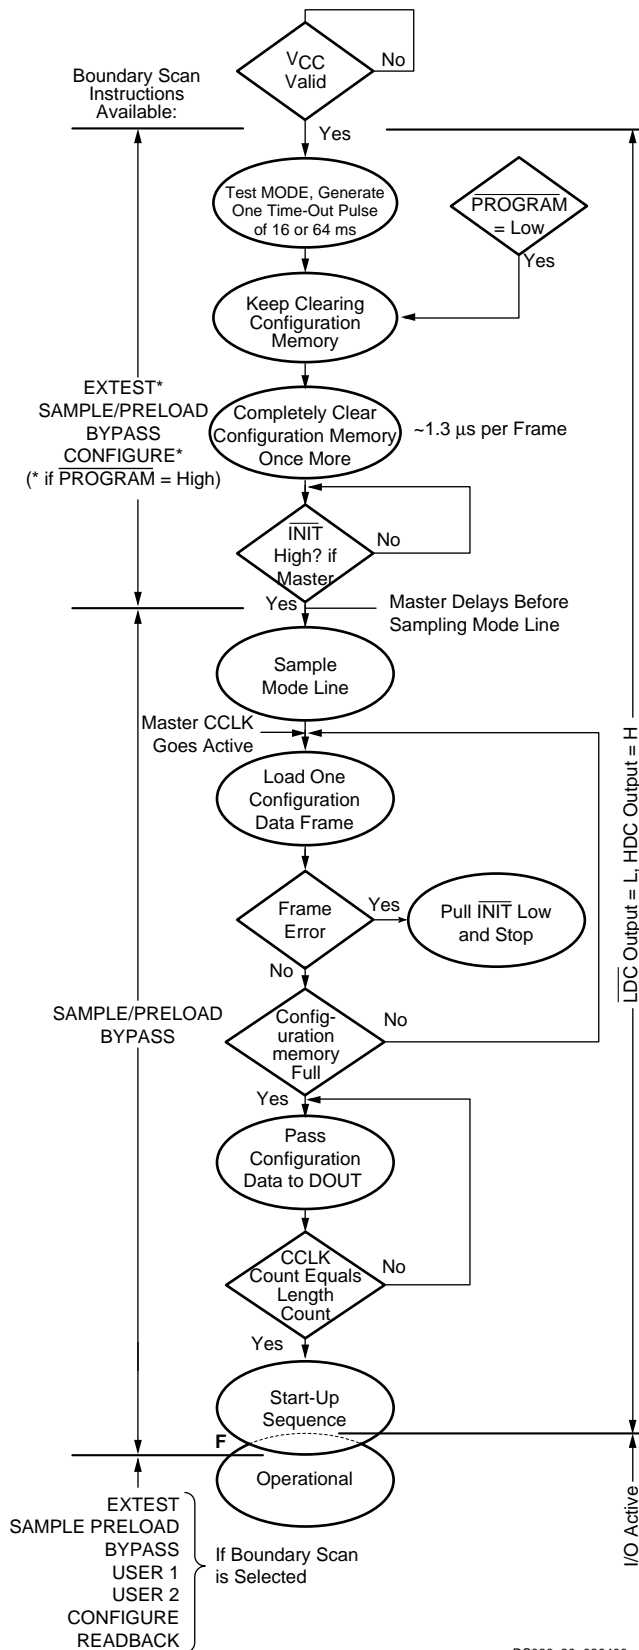 VCC
Valid
No
Boundary Scan
Instructions
Available:
Yes
Test MODE, Generate
One Time-Out Pulse
of 16 or 64 ms
PROGRAM
= Low
Yes
Keep Clearing
Configuration
Memory
EXTEST*
SAMPLE/PRELOAD
BYPASS
CONFIGURE*
(* if PROGRAM = High)
Completely Clear
Configuration Memory
Once More
~1.3 µs per Frame
INIT
High? if
Master
No
Yes
Master Delays Before
Sampling Mode Line
Sample
Mode Line
Master CCLK
Goes Active
Load One
Configuration
Data Frame
LDC Output = L, HDC Output = H
Frame
Error
Yes
Pull INIT Low
and Stop
No
SAMPLE/PRELOAD
BYPASS
Config-
uration
memory
Full
No
Yes
Pass
Configuration
Data to DOUT
CCLK
Count Equals
Length
Count
No
Yes
Start-Up
Sequence
F
Operational
I/O Active
EXTEST
SAMPLE PRELOAD
BYPASS
USER 1
USER 2
CONFIGURE
READBACK
If Boundary Scan
is Selected